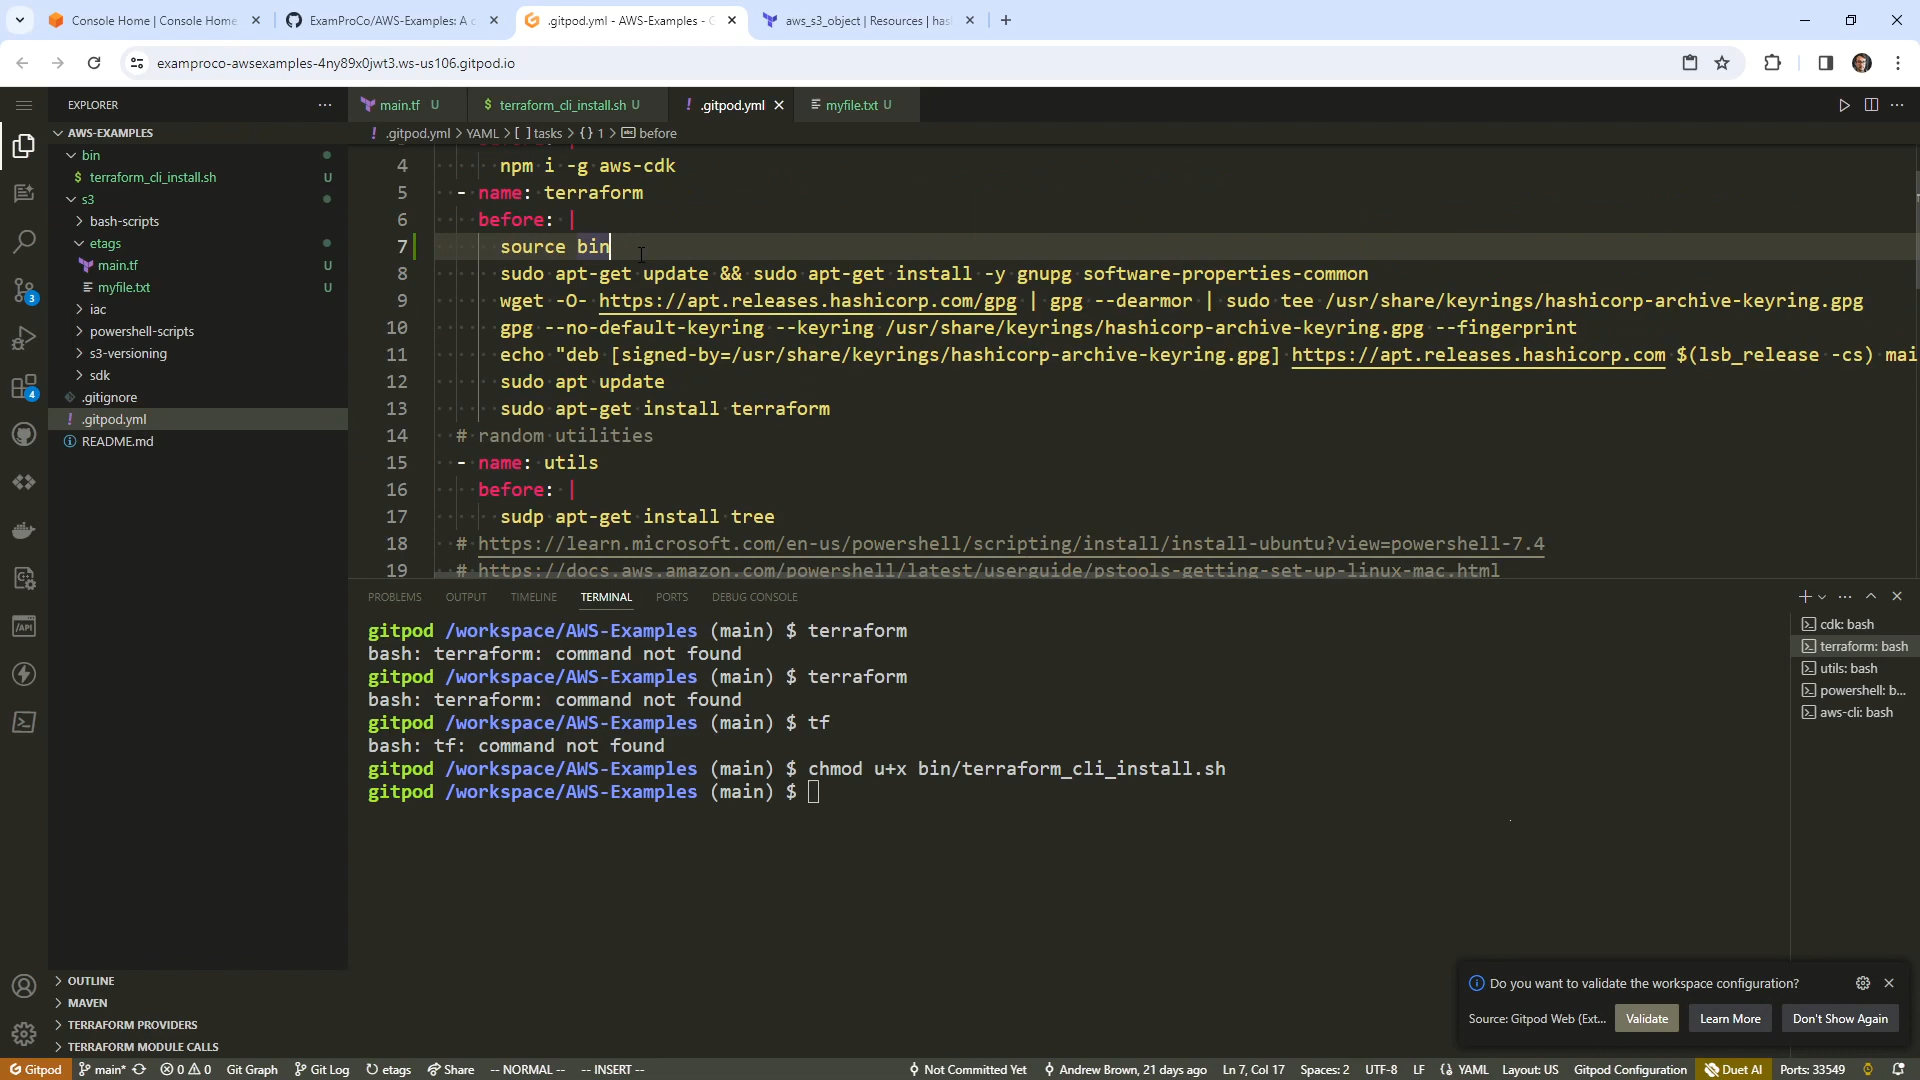 Console Home | Console Home
ExamProCo/AWS-Examples: A c
.gitpod.yml - AWS-Examples - G
aws_s3_object | Resources | has
examproco-awsexamples-4ny89x0jwt3.ws-us106.gitpod.io
EXPLORER
main.tf U
terraform_cli_install.sh U
.gitpod.yml
myfile.txt U
.gitpod.yml > YAML > [ ] tasks > {} 1 > before
AWS-EXAMPLES
bin
terraform_cli_install.sh U
s3
bash-scripts
etags
main.tf U
myfile.txt U
iac
powershell-scripts
s3-versioning
sdk
.gitignore
.gitpod.yml
README.md
4 npm i -g aws-cdk
5 - name: terraform
6 before: |
7 source bin
8 sudo apt-get update && sudo apt-get install -y gnupg software-properties-common
9 wget -O- https://apt.releases.hashicorp.com/gpg | gpg --dearmor | sudo tee /usr/share/keyrings/hashicorp-archive-keyring.gpg
10 gpg --no-default-keyring --keyring /usr/share/keyrings/hashicorp-archive-keyring.gpg --fingerprint
11 echo "deb [signed-by=/usr/share/keyrings/hashicorp-archive-keyring.gpg] https://apt.releases.hashicorp.com $(lsb_release -cs) mai
12 sudo apt update
13 sudo apt-get install terraform
14 # random utilities
15 - name: utils
16 before: |
17 sudp apt-get install tree
18 # https://learn.microsoft.com/en-us/powershell/scripting/install/install-ubuntu?view=powershell-7.4
19 # https://docs.aws.amazon.com/powershell/latest/userguide/pstools-getting-set-up-linux-mac.html
PROBLEMS OUTPUT TIMELINE TERMINAL PORTS DEBUG CONSOLE
gitpod /workspace/AWS-Examples (main) $ terraform
bash: terraform: command not found
gitpod /workspace/AWS-Examples (main) $ terraform
bash: terraform: command not found
gitpod /workspace/AWS-Examples (main) $ tf
bash: tf: command not found
gitpod /workspace/AWS-Examples (main) $ chmod u+x bin/terraform_cli_install.sh
gitpod /workspace/AWS-Examples (main) $
cdk: bash
terraform: bash
utils: bash
powershell: b...
aws-cli: bash
OUTLINE
MAVEN
TERRAFORM PROVIDERS
TERRAFORM MODULE CALLS
Do you want to validate the workspace configuration?
Source: Gitpod Web (Ext... Validate Learn More Don't Show Again
3
4
/API
Gitpod main* 0 0 Git Graph Git Log etags Share -- NORMAL -- -- INSERT -- Not Committed Yet Andrew Brown, 21 days ago Ln 7, Col 17 Spaces: 2 UTF-8 LF YAML Layout: US Gitpod Configuration Duet AI Ports: 33549